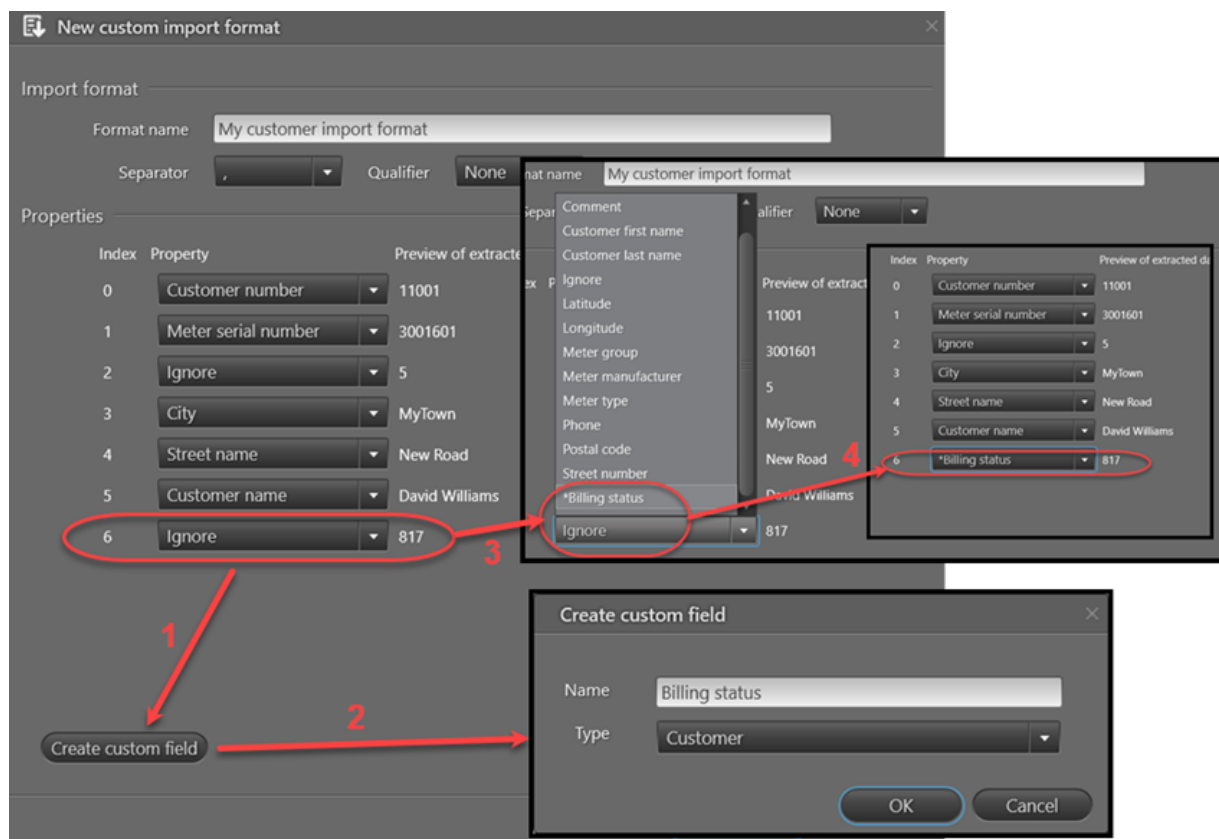 New custom import format
Import format
Format name My customer import format
Separator , Qualifier None
Properties
Index Property Preview of extracte
0 Customer number 11001
1 Meter serial number 3001601
2 Ignore 5
3 City MyTown
4 Street name New Road
5 Customer name David Williams
6 Ignore 817
1
2
3
4
Create custom field
mat name My customer import format
Separ alifier None
Comment
Customer first name
Customer last name
Ignore
Latitude
Longitude
Meter group
Meter manufacturer
Meter type
Phone
Postal code
Street number
*Billing status
Ignore
ex P Preview of extract
11001
3001601
5
MyTown
New Road
David Williams
817
Index Property Preview of extracted da
0 Customer number 11001
1 Meter serial number 3001601
2 Ignore 5
3 City MyTown
4 Street name New Road
5 Customer name David Williams
6 *Billing status 817
Create custom field
Name Billing status
Type Customer
OK Cancel